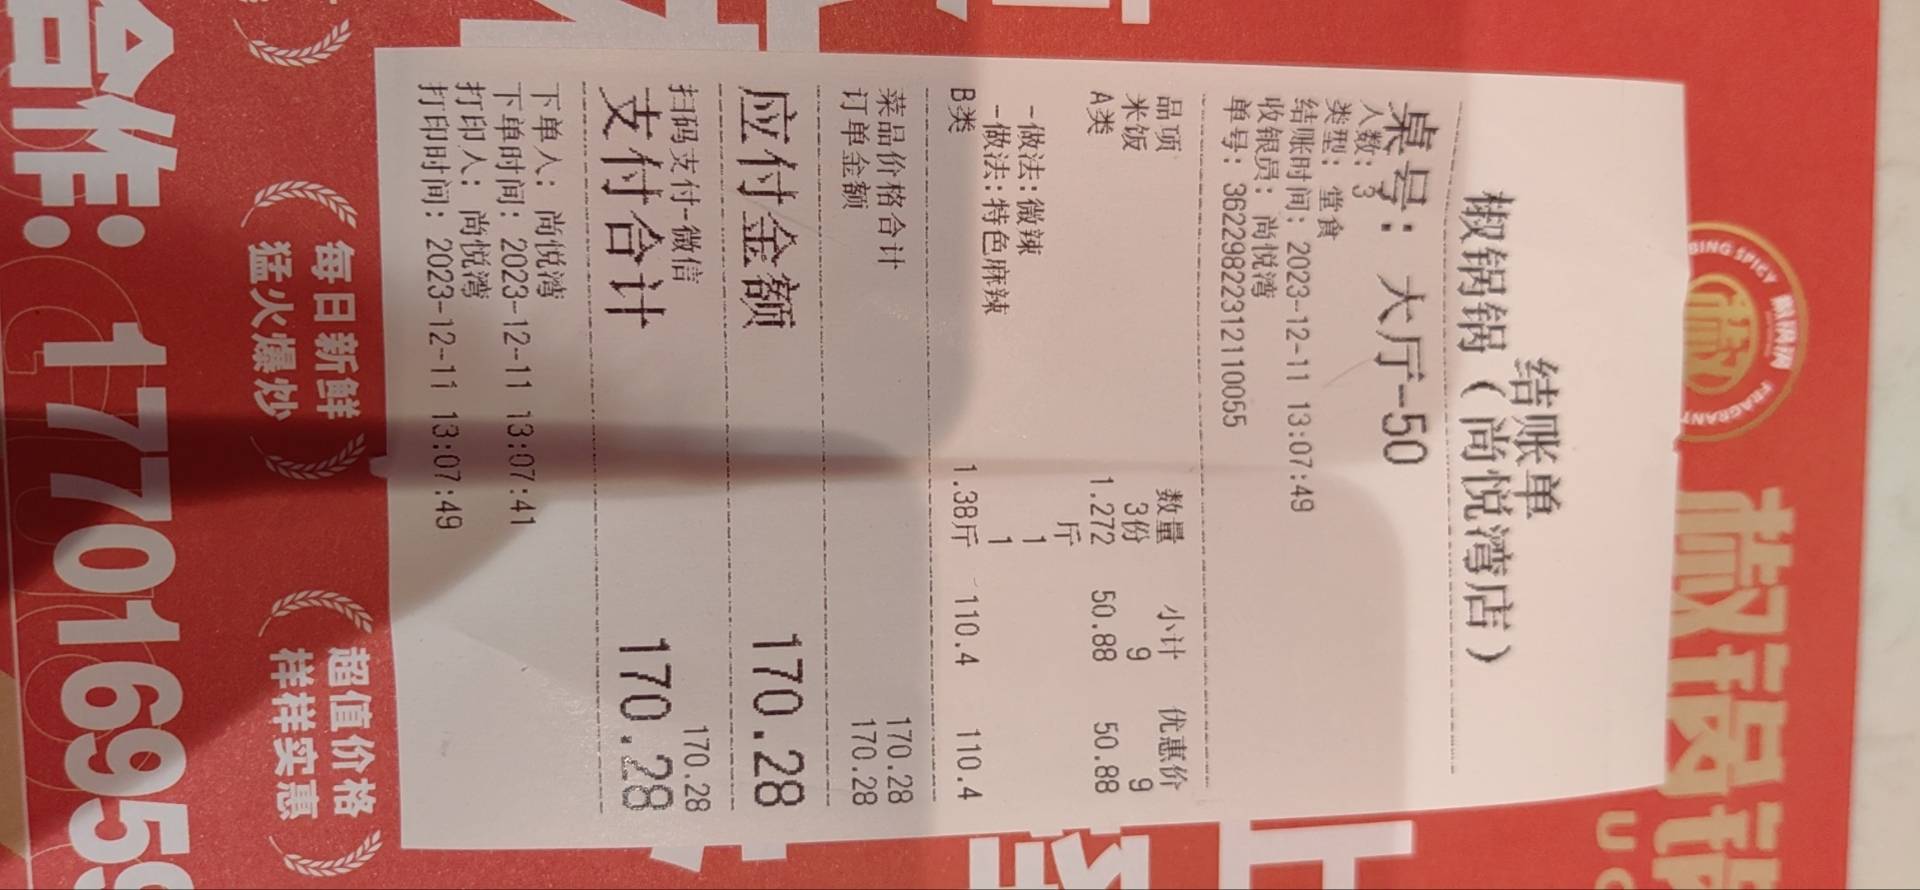 结账单
椒锅锅（尚悦湾店）
桌号：大厅-50
人数：3
类型：堂食
结账时间：2023-12-11 13:07:49
收银员：尚悦湾
单号：3622982231211 0055
品项 数量 小计 优惠价
米饭 3份 9 9
A类 1.272斤 50.88 50.88
-做法:微辣 1
-做法:特色麻辣 1
B类 1.38斤 110.4 110.4
菜品价格合计 170.28
订单金额 170.28
应付金额 170.28
扫码支付-微信 170.28
支付合计 170.28
下单人：尚悦湾
下单时间：2023-12-11 13:07:41
打印人：尚悦湾
打印时间：2023-12-11 13:07:49
每日新鲜
猛火爆炒
超值价格
样样实惠
合作:177016959
BING SPICY
FRAGRANT